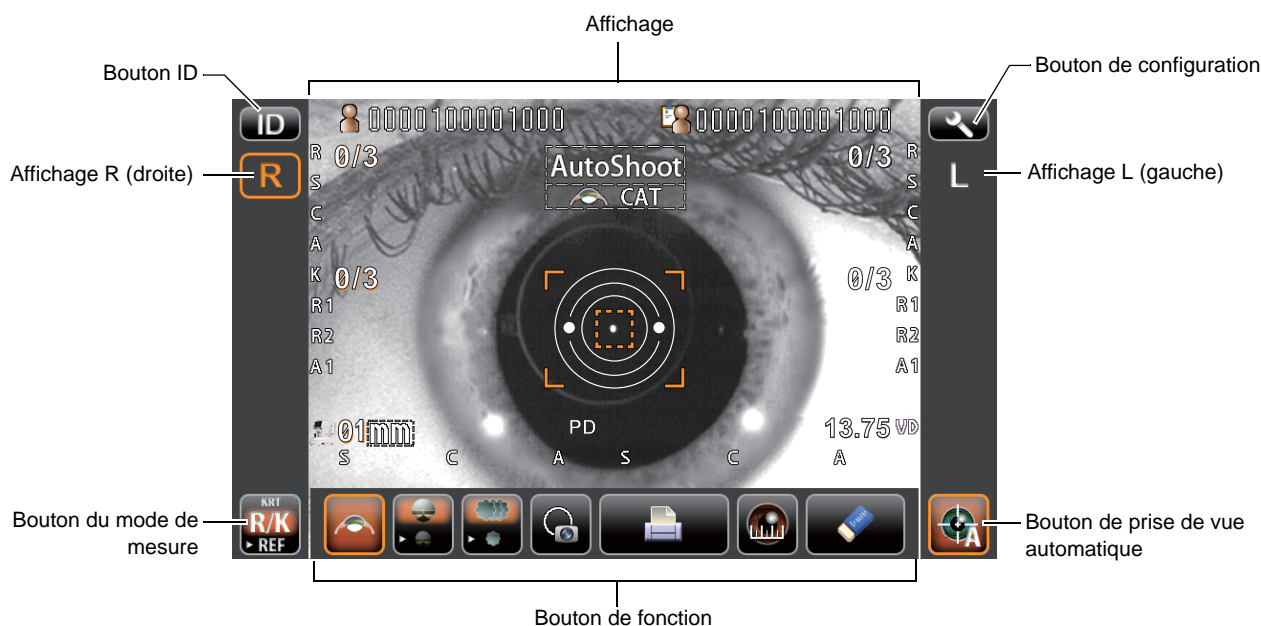 Affichage
Bouton ID
Bouton de configuration
ID
0000100001000
0000100001000
R 0/3
0/3 R
AutoShoot
Affichage R (droite)
R
S
S
L
Affichage L (gauche)
CAT
C
C
A
A
K 0/3
0/3 K
R1
R1
R2
R2
A1
A1
01mm
PD
13.75 VD
S C A S C A
Bouton du mode de
mesure
KRT
R/K
REF
A
Bouton de prise de vue
automatique
Bouton de fonction